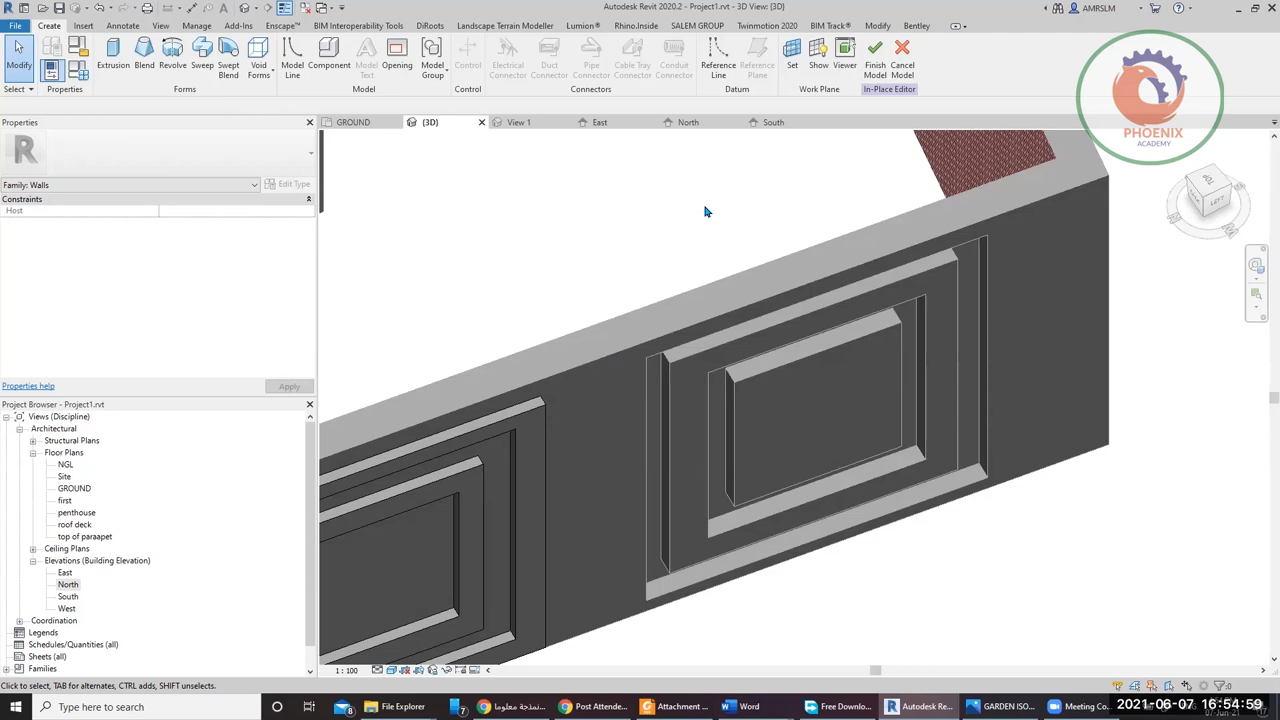 Autodesk Revit 2020.2 - Project1.rvt - 3D View: {3D}
AMRSLM
File Create Insert Annotate View Manage Add-Ins Enscape™ BIM Interoperability Tools DiRoots Landscape Terrain Modeller Lumion® Rhino.Inside SALEM GROUP Twinmotion 2020 BIM Track® Modify Bentley
Modify Extrusion Blend Revolve Sweep Swept Blend Void Forms Model Line Component Model Text Opening Model Group Control Electrical Connector Duct Connector Pipe Connector Cable Tray Connector Conduit Connector Reference Line Reference Plane Set Show Viewer Finish Model Cancel Model
Select Properties Forms Model Control Connectors Datum Work Plane In-Place Editor
PHOENIX
ACADEMY
Properties
GROUND {3D} View 1 East North South
R
Family: Walls Edit Type
Constraints
Host
TOP
BACK
LEFT
Properties help Apply
Project Browser - Project1.rvt
Views (Discipline)
Architectural
Structural Plans
Floor Plans
NGL
Site
GROUND
first
penthouse
roof deck
top of parapet
Ceiling Plans
Elevations (Building Elevation)
East
North
South
West
Coordination
Legends
Schedules/Quantities (all)
Sheets (all)
Families
1 : 100
Click to select, TAB for alternates, CTRL adds, SHIFT unselects.
:0
Type here to search
8 File Explorer 7 نمذجة معلوما... Post Attende... Attachment ... Word Free Downlo... Autodesk Re... GARDEN ISO... Meeting Co...
2021-06-07 16:54:59